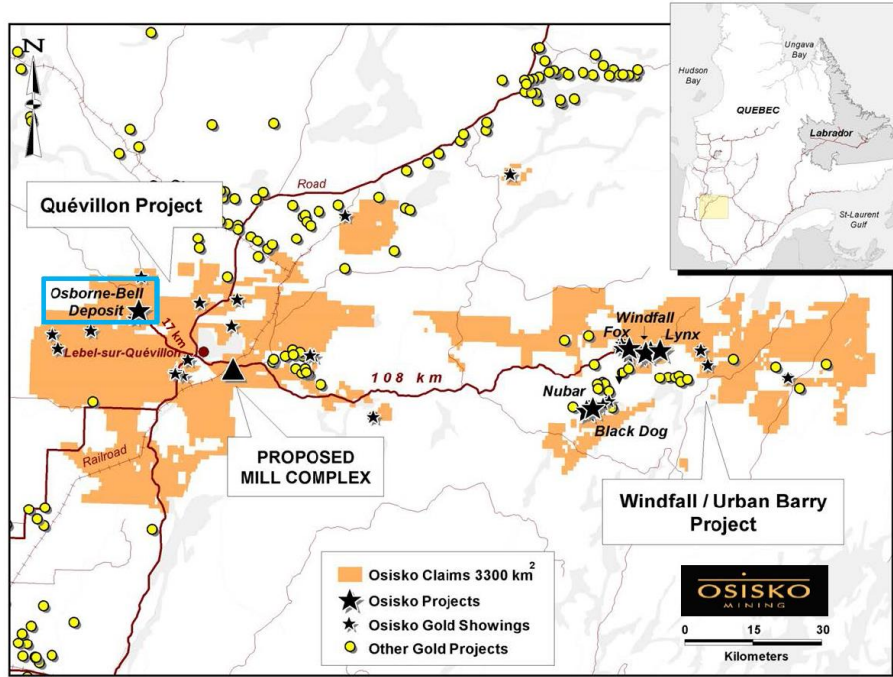 N
Hudson
Bay
Ungava
Bay
QUEBEC
Labrador
St-Laurent
Gulf
Road
Quévillon Project
Osborne-Bell
Deposit
17 km
Lebel-sur-Quévillon
108 km
Windfall
Fox
Lynx
Nubar
Black Dog
Railroad
PROPOSED
MILL COMPLEX
Windfall / Urban Barry
Project
Osisko Claims 3300 km2
Osisko Projects
Osisko Gold Showings
Other Gold Projects
OSISKO
MINING
0 15 30
Kilometers